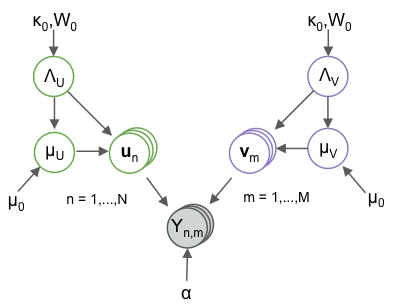 κ₀,W₀
κ₀,W₀
Λ_U
Λ_V
μ_U
u_n
v_m
μ_V
μ₀
n = 1,...,N
m = 1,...,M
μ₀
Y_n,m
α